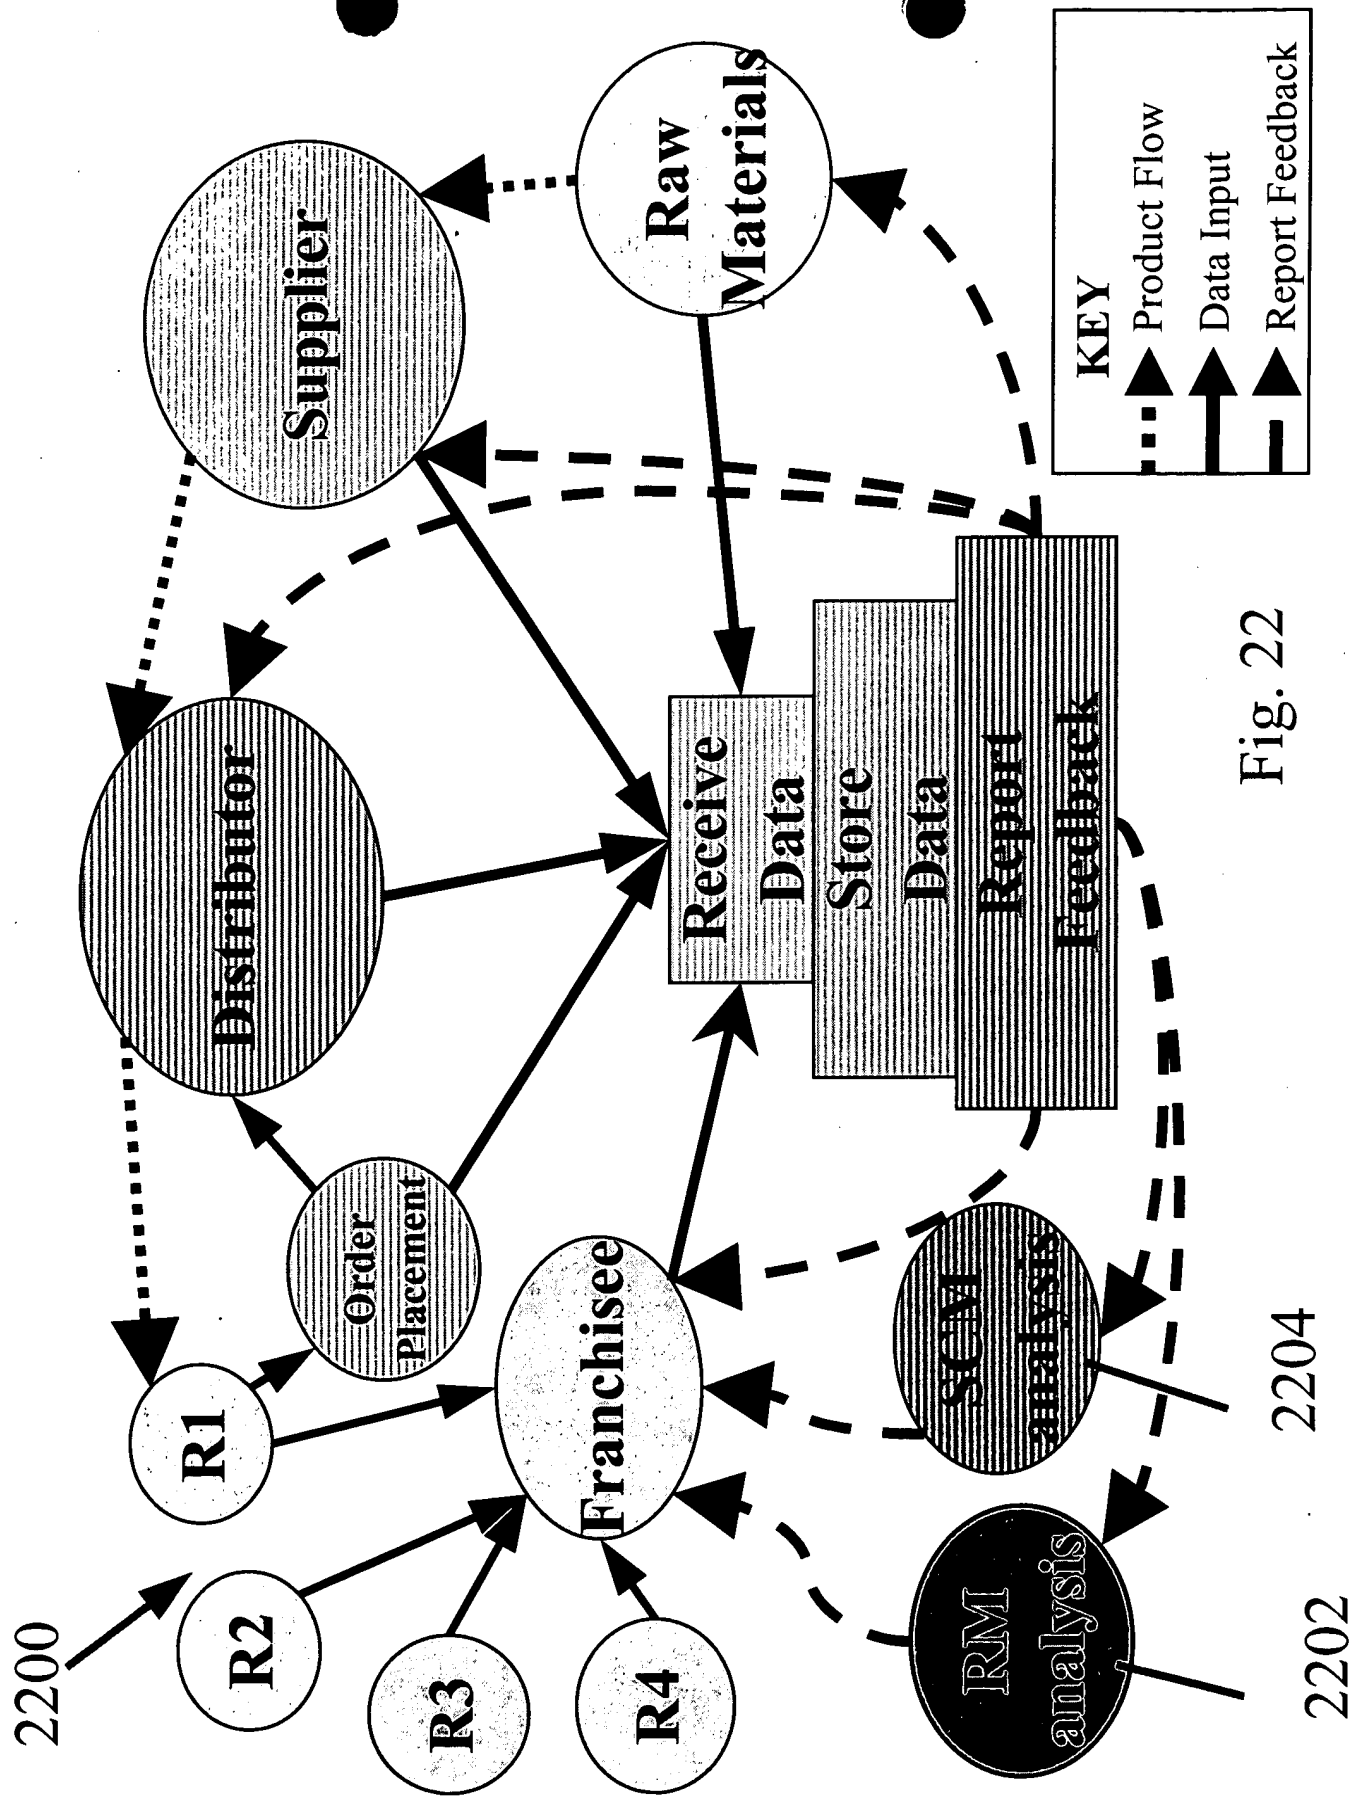 2200
R1
R2
R3
R4
Order
Placement
Distributor
Supplier
Raw
Materials
Franchisee
Receive
Data
Store
Data
Report
Feedback
RM
analysis
SCM
analysis
2202
2204
KEY
Product Flow
Data Input
Report Feedback
Fig. 22